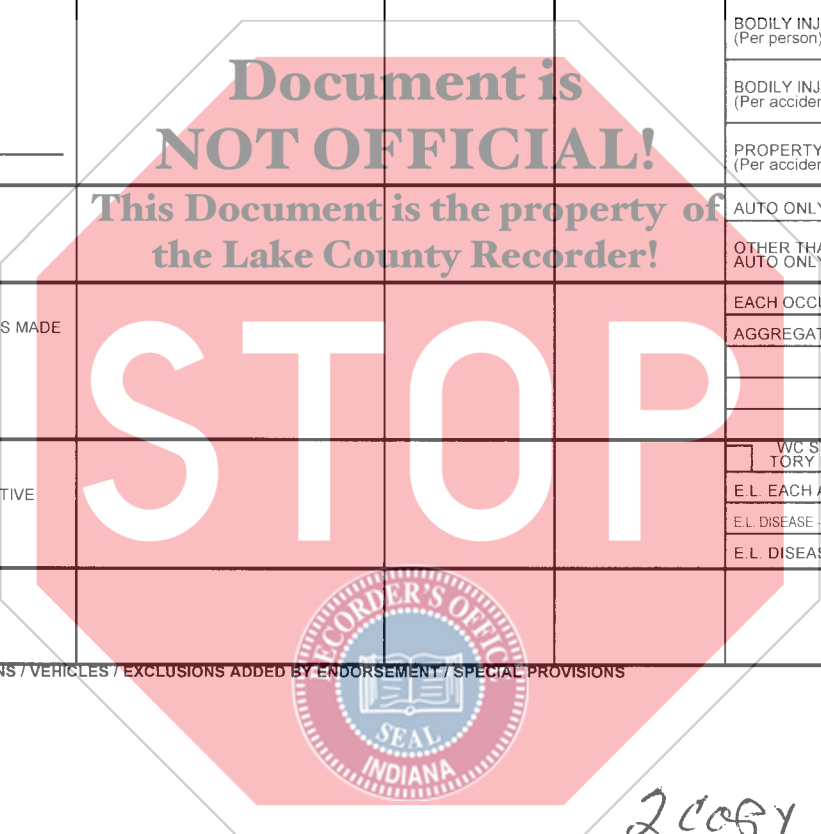 BODILY INJ
(Per person)
Document is
BODILY INJ
(Per acciden
NOT OFFICIAL!
PROPERTY
(Per acciden
This Document is the property of
AUTO ONLY
the Lake County Recorder!
OTHER THA
AUTO ONLY
EACH OCCU
S MADE
AGGREGAT
STOP
WC S
TORY
TIVE
E.L. EACH A
E.L. DISEASE -
E.L. DISEAS
RECORDER'S OFFICE
NS / VEHICLES / EXCLUSIONS ADDED BY ENDORSEMENT / SPECIAL PROVISIONS
SEAL
INDIANA
2 copy